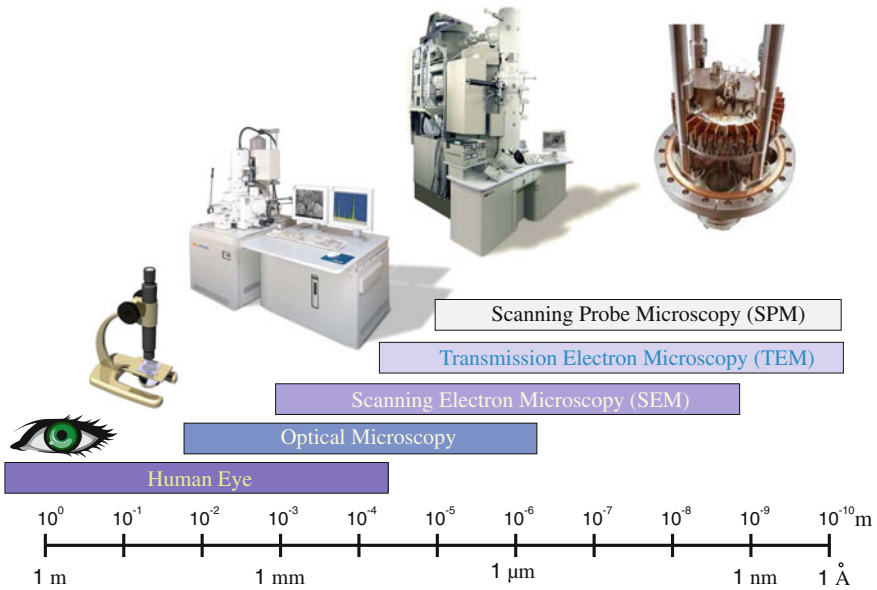 Scanning Probe Microscopy (SPM)
Transmission Electron Microscopy (TEM)
Scanning Electron Microscopy (SEM)
Optical Microscopy
Human Eye
10⁰ 10⁻¹ 10⁻² 10⁻³ 10⁻⁴ 10⁻⁵ 10⁻⁶ 10⁻⁷ 10⁻⁸ 10⁻⁹ 10⁻¹⁰ m
1 m 1 mm 1 µm 1 nm 1 Å